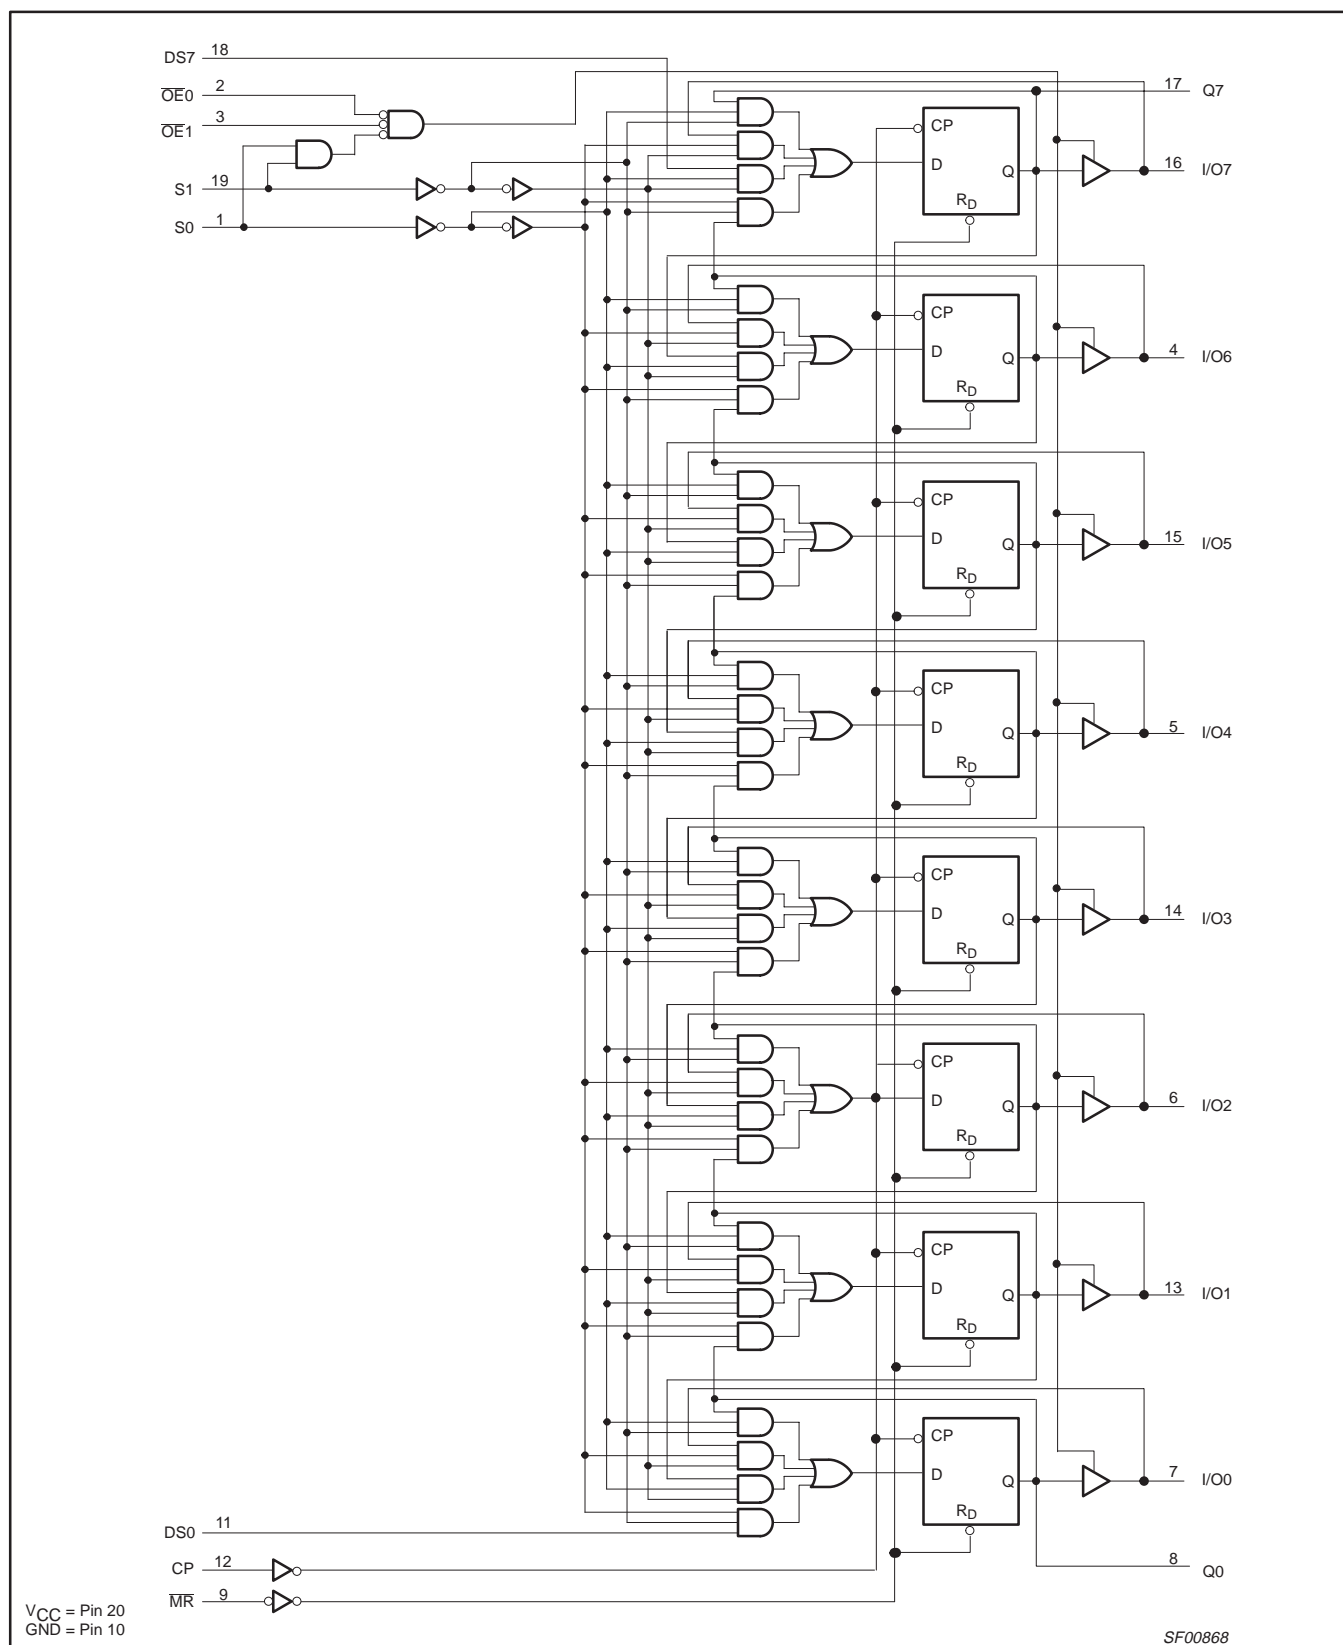 DS7 18
OE0 2
OE1 3
S1 19
S0 1
17 Q7
CP
D
Q
RD
16 I/O7
CP
D
Q
RD
4 I/O6
CP
D
Q
RD
15 I/O5
CP
D
Q
RD
5 I/O4
CP
D
Q
RD
14 I/O3
CP
D
Q
RD
6 I/O2
CP
D
Q
RD
13 I/O1
CP
D
Q
RD
7 I/O0
DS0 11
CP 12
MR 9
8 Q0
VCC = Pin 20
GND = Pin 10
SF00868